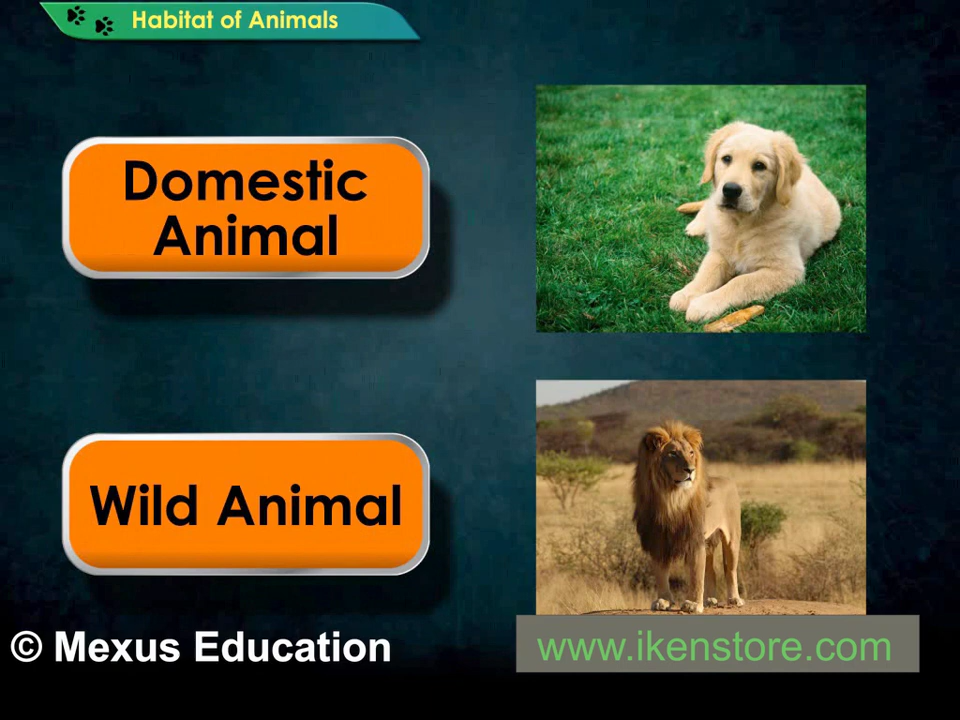 Habitat of Animals
Domestic
Animal
Wild Animal
© Mexus Education
www.ikenstore.com